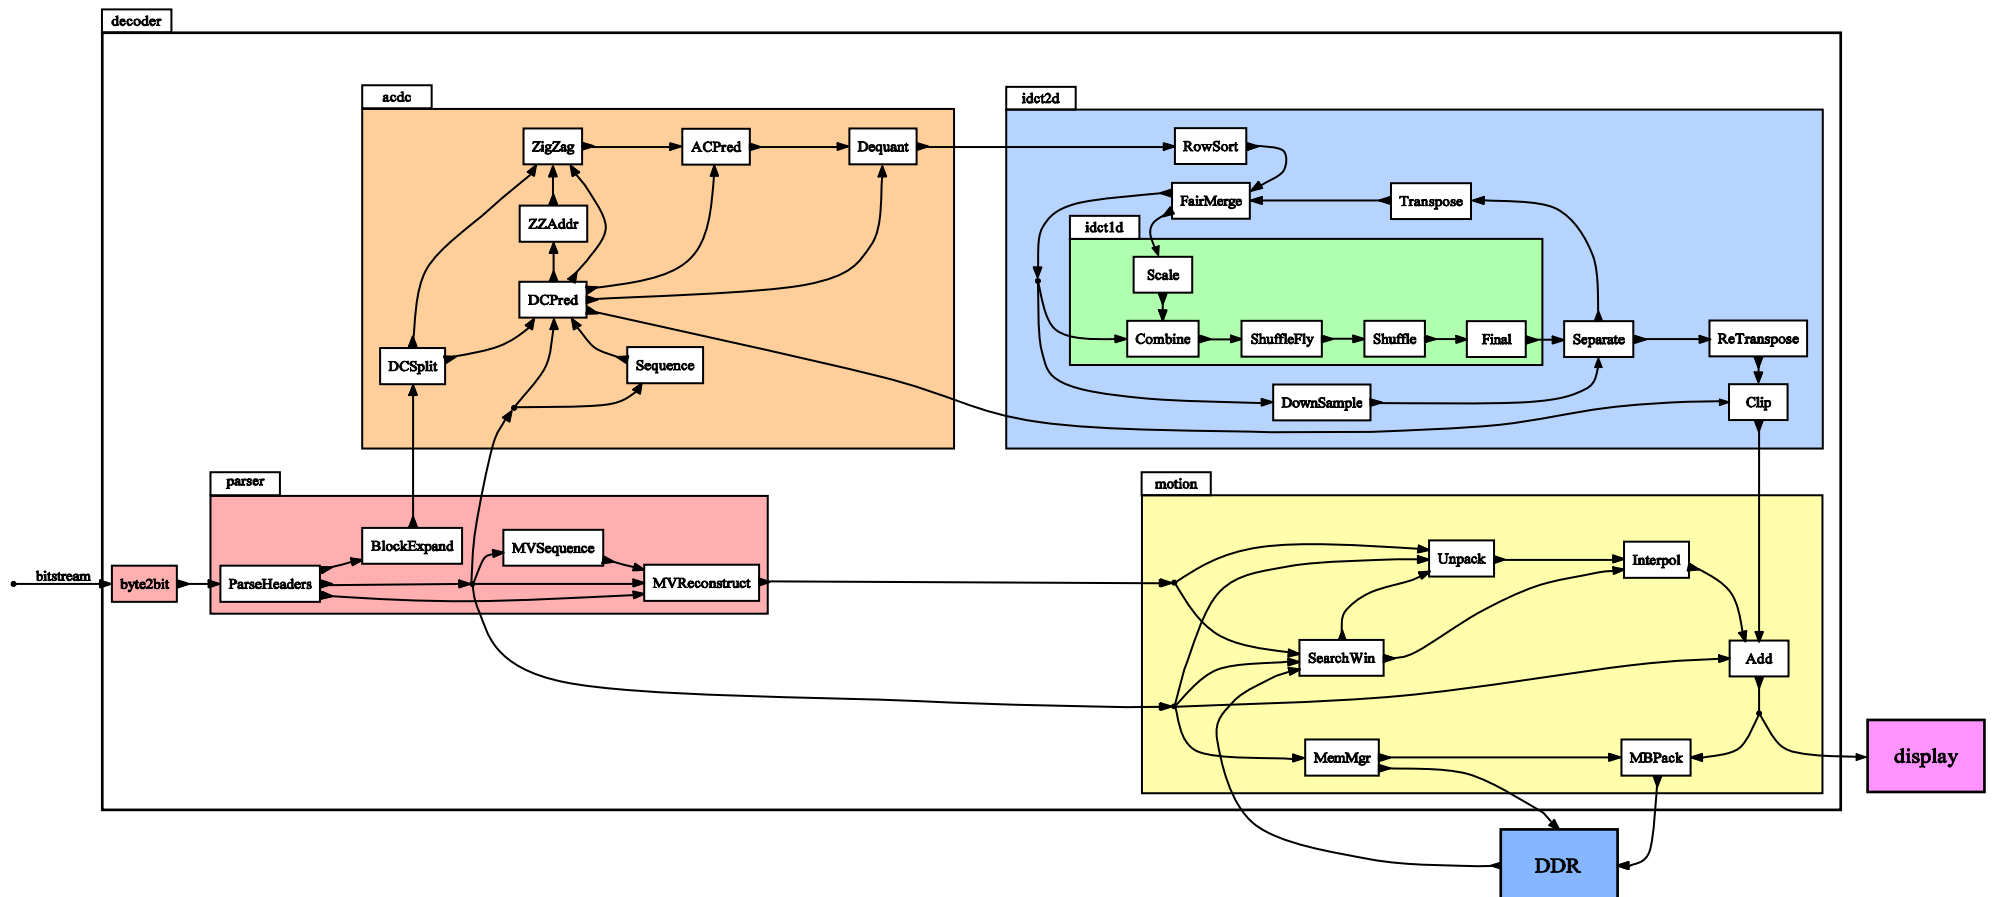 decoder
acdc
idct2d
ZigZag
ACPred
Dequant
RowSort
FairMerge
Transpose
ZZAddr
idct1d
Scale
DCPred
Combine
ShuffleFly
Shuffle
Final
Separate
ReTranspose
DCSplit
Sequence
DownSample
Clip
parser
motion
BlockExpand
MVSequence
Unpack
Interpol
bitstream
byte2bit
ParseHeaders
MVReconstruct
SearchWin
Add
MemMgr
MBPack
display
DDR